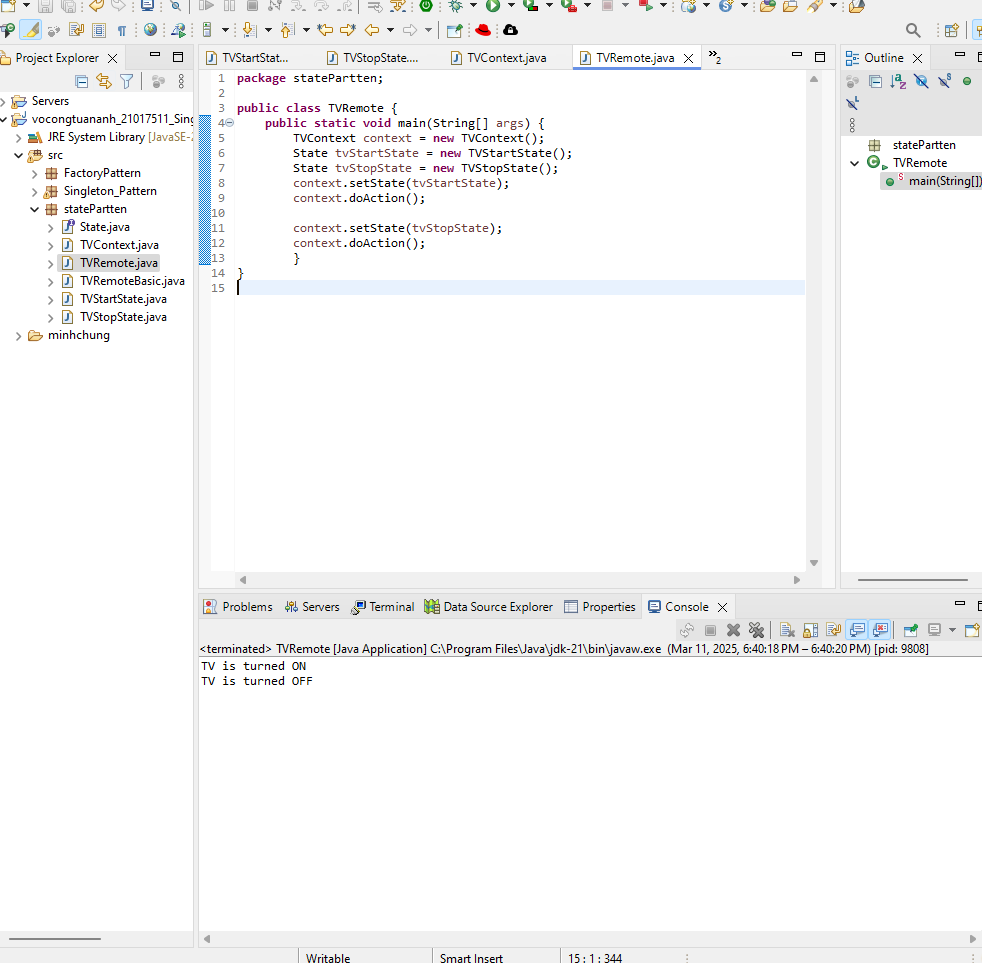 Project Explorer
Servers
vocongtuananh_21017511_Sing
JRE System Library [JavaSE-2
src
FactoryPattern
Singleton_Pattern
statePartten
State.java
TVContext.java
TVRemote.java
TVRemoteBasic.java
TVStartState.java
TVStopState.java
minhchung
TVStartStat... TVStopState.... TVContext.java TVRemote.java »2
1 package statePartten;
2
3 public class TVRemote {
4 public static void main(String[] args) {
5 TVContext context = new TVContext();
6 State tvStartState = new TVStartState();
7 State tvStopState = new TVStopState();
8 context.setState(tvStartState);
9 context.doAction();
10
11 context.setState(tvStopState);
12 context.doAction();
13 }
14 }
15
Outline
statePartten
TVRemote
main(String[])
Problems Servers Terminal Data Source Explorer Properties Console
<terminated> TVRemote [Java Application] C:\Program Files\Java\jdk-21\bin\javaw.exe (Mar 11, 2025, 6:40:18 PM – 6:40:20 PM) [pid: 9808]
TV is turned ON
TV is turned OFF
Writable Smart Insert 15 : 1 : 344